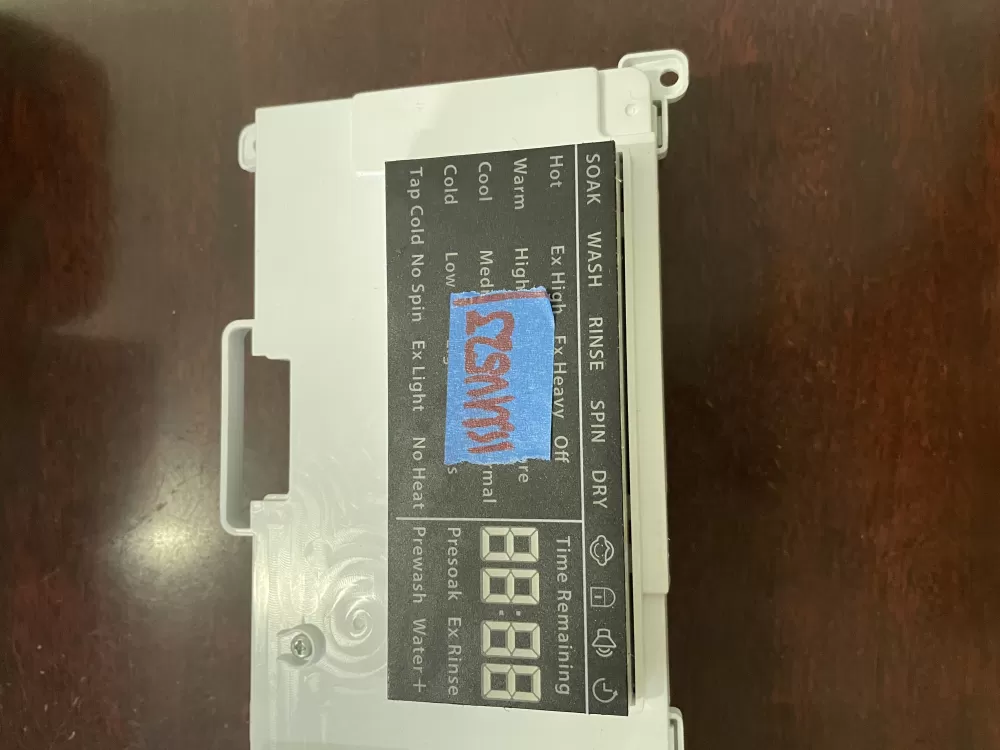 SOAK WASH RINSE SPIN DRY
Hot Ex High Ex Heavy Off Time Remaining
Warm High
Cool 88:88
Cold Low Presoak Ex Rinse
Tap Cold No Spin Ex Light No Heat Prewash Water+